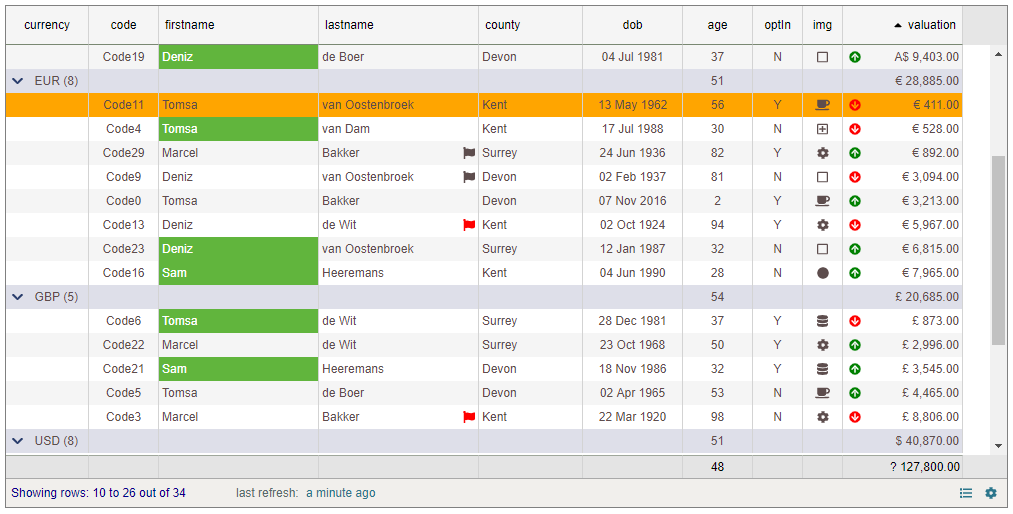 currency code firstname lastname county dob age optIn img valuation
Code19 Deniz de Boer Devon 04 Jul 1981 37 N A$ 9,403.00
EUR (8) 51 € 28,885.00
Code11 Tomsa van Oostenbroek Kent 13 May 1962 56 Y € 411.00
Code4 Tomsa van Dam Kent 17 Jul 1988 30 N € 528.00
Code29 Marcel Bakker Surrey 24 Jun 1936 82 Y € 892.00
Code9 Deniz van Oostenbroek Devon 02 Feb 1937 81 N € 3,094.00
Code0 Tomsa Bakker Devon 07 Nov 2016 2 Y € 3,213.00
Code13 Deniz de Wit Kent 02 Oct 1924 94 Y € 5,967.00
Code23 Deniz van Oostenbroek Surrey 12 Jan 1987 32 N € 6,815.00
Code16 Sam Heeremans Kent 04 Jun 1990 28 N € 7,965.00
GBP (5) 54 £ 20,685.00
Code6 Tomsa de Wit Surrey 28 Dec 1981 37 Y £ 873.00
Code22 Marcel de Wit Surrey 23 Oct 1968 50 Y £ 2,996.00
Code21 Sam Heeremans Devon 18 Nov 1986 32 Y £ 3,545.00
Code5 Tomsa de Boer Devon 02 Apr 1965 53 N £ 4,465.00
Code3 Marcel Bakker Kent 22 Mar 1920 98 N £ 8,806.00
USD (8) 51 $ 40,870.00
48 ? 127,800.00
Showing rows: 10 to 26 out of 34 last refresh: a minute ago